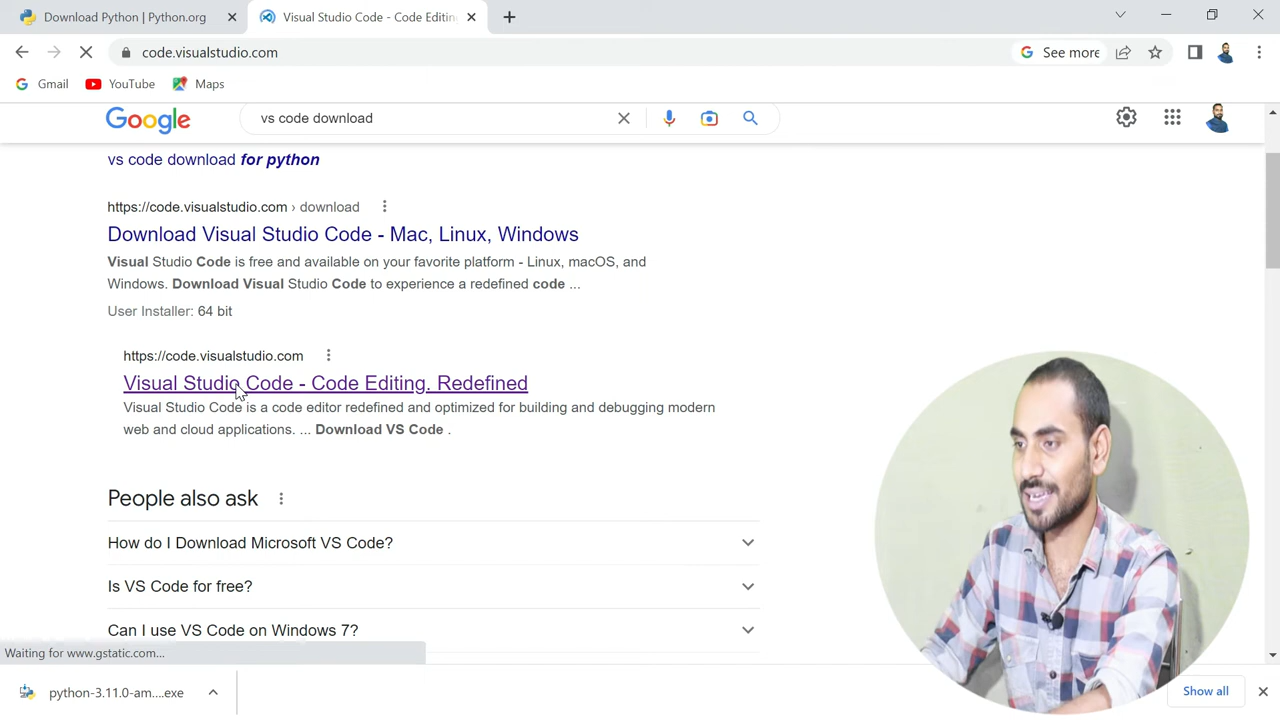 Download Python | Python.org
Visual Studio Code - Code Editin
code.visualstudio.com
See more
Gmail
YouTube
Maps
Google
vs code download
vs code download for python
https://code.visualstudio.com › download
Download Visual Studio Code - Mac, Linux, Windows
Visual Studio Code is free and available on your favorite platform - Linux, macOS, and
Windows. Download Visual Studio Code to experience a redefined code ...
User Installer: 64 bit
https://code.visualstudio.com
Visual Studio Code - Code Editing. Redefined
Visual Studio Code is a code editor redefined and optimized for building and debugging modern
web and cloud applications. ... Download VS Code .
People also ask
How do I Download Microsoft VS Code?
Is VS Code for free?
Can I use VS Code on Windows 7?
Waiting for www.gstatic.com...
python-3.11.0-am....exe
Show all